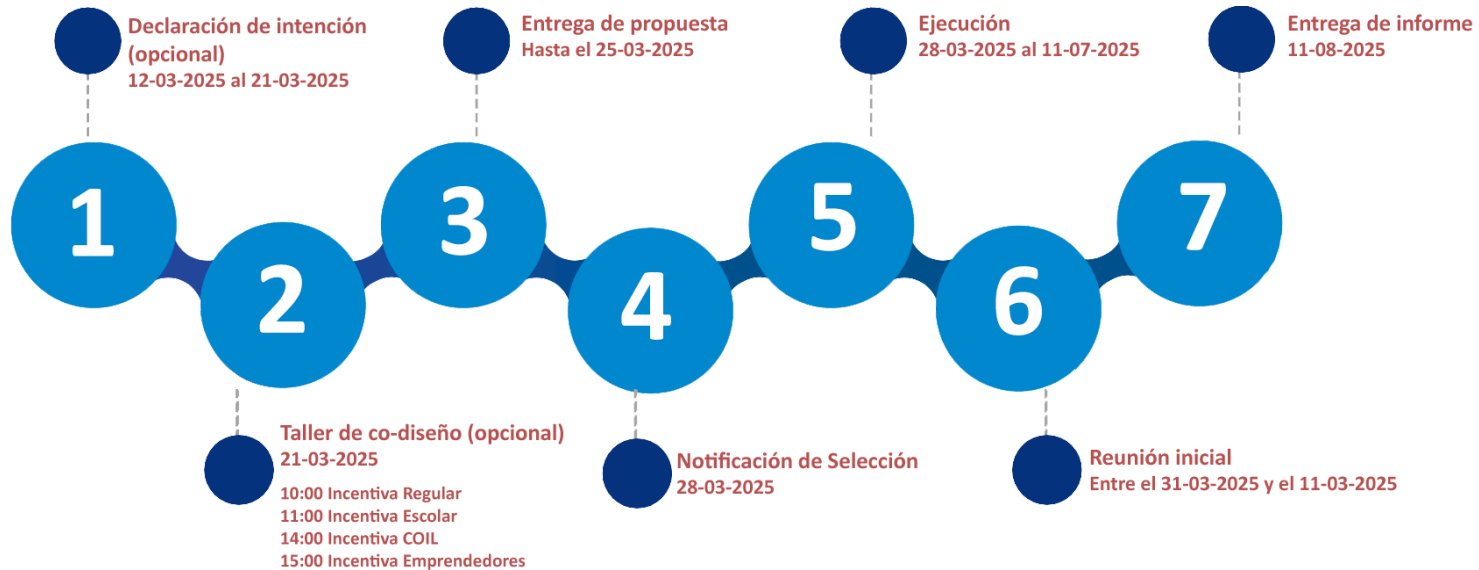 1
Declaración de intención
(opcional)
12-03-2025 al 21-03-2025
2
Taller de co-diseño (opcional)
21-03-2025
10:00 Incentiva Regular
11:00 Incentiva Escolar
14:00 Incentiva COIL
15:00 Incentiva Emprendedores
3
Entrega de propuesta
Hasta el 25-03-2025
4
Notificación de Selección
28-03-2025
5
Ejecución
28-03-2025 al 11-07-2025
6
Reunión inicial
Entre el 31-03-2025 y el 11-03-2025
7
Entrega de informe
11-08-2025